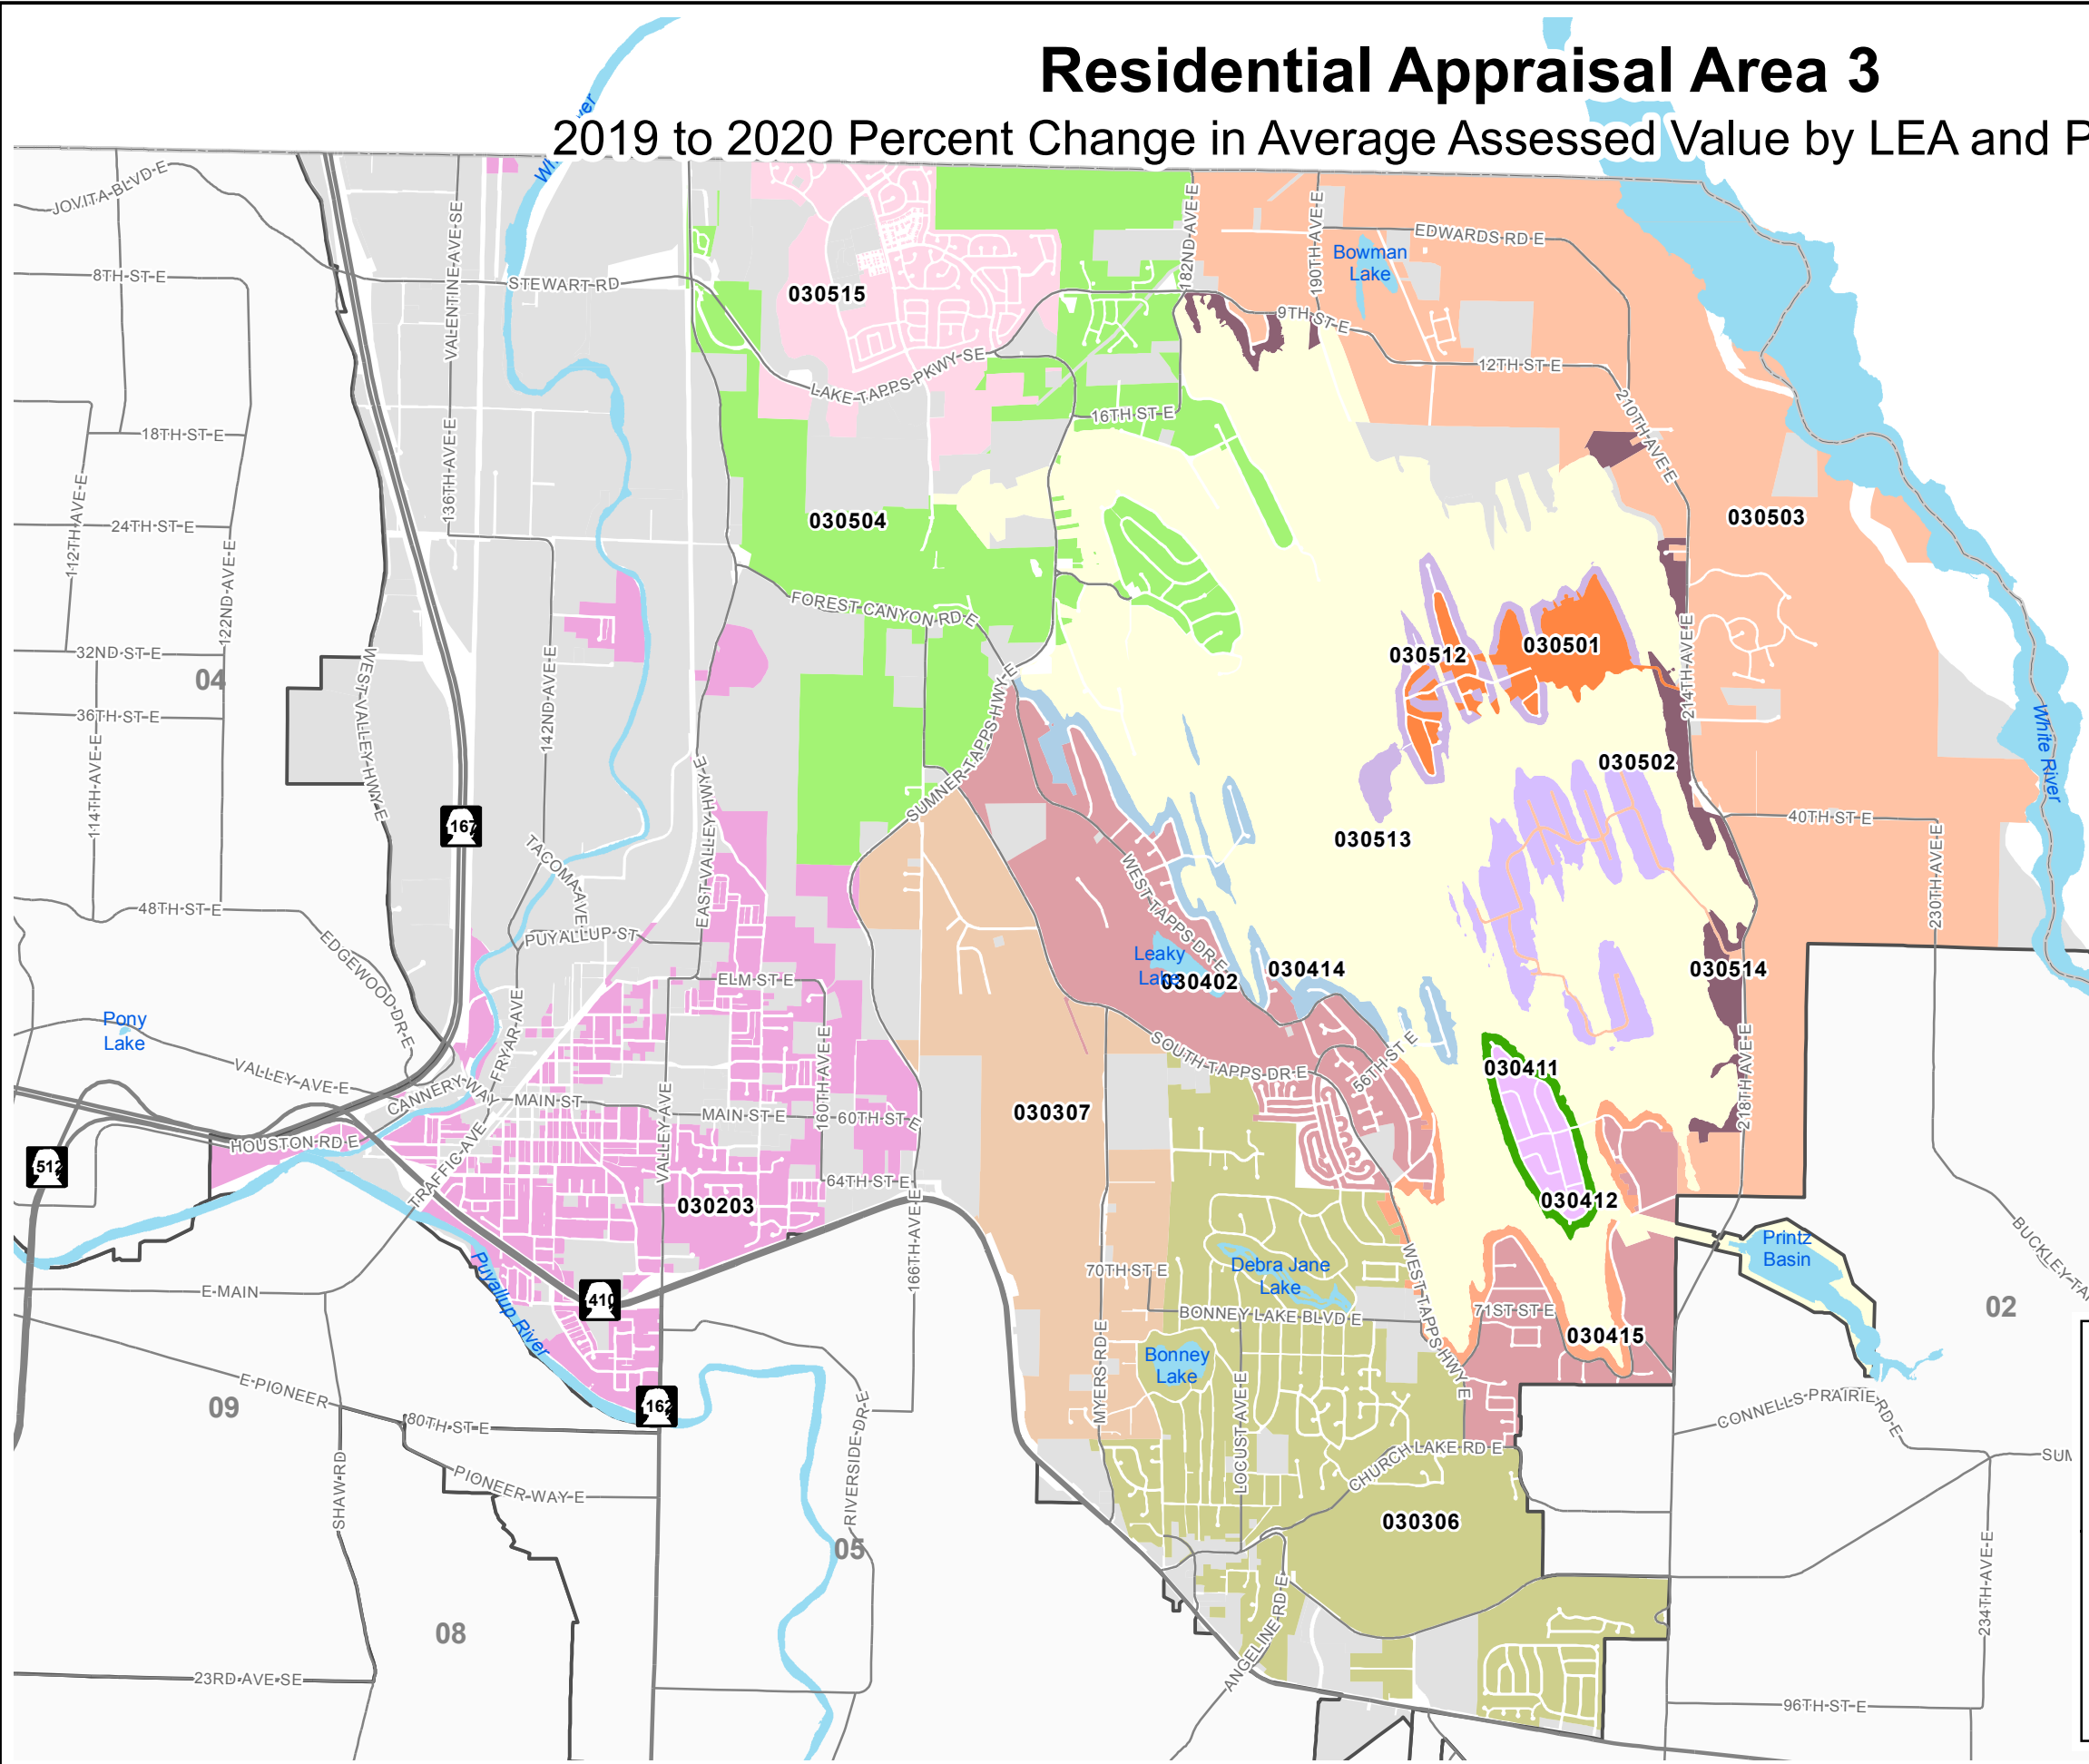 Residential Appraisal Area 3
2019 to 2020 Percent Change in Average Assessed Value by LEA and P
JOVITA BLVD E
8TH ST E
18TH ST E
24TH ST E
32ND ST E
36TH ST E
48TH ST E
112TH AVE E
122ND AVE E
114TH AVE E
04
WEST VALLEY HWY E
VALENTINE AVE SE
136TH AVE E
142ND AVE E
STEWART RD
030515
LAKE TAPPS PKWY SE
182ND AVE E
190TH AVE E
EDWARDS RD E
Bowman
Lake
9TH ST E
12TH ST E
16TH ST E
210TH AVE E
030504
030503
FOREST CANYON RD E
SUMNER TAPPS HWY E
EAST VALLEY HWY E
030512
030501
214TH AVE E
White River
030502
030513
40TH ST E
230TH AVE E
167
TACOMA AVE
PUYALLUP ST
EDGEWOOD DR E
WEST TAPPS DR E
Leaky
Lake
030402
030414
030514
ELM ST E
Pony
Lake
VALLEY AVE E
FRYAR AVE
CANNERY WAY
MAIN ST
MAIN ST E
160TH AVE E
60TH ST E
VALLEY AVE
SOUTH TAPPS DR E
56TH ST E
030411
218TH AVE E
030307
HOUSTON RD E
512
TRAFFIC AVE
64TH ST E
030203
166TH AVE E
030412
E MAIN
Puyallup River
410
70TH ST E
Debra Jane
Lake
BONNEY LAKE BLVD E
WEST TAPPS HWY E
71ST ST E
030415
Printz
Basin
02
MYERS RD E
Bonney
Lake
LOCUST AVE E
CONNELLS PRAIRIE RD E
E PIONEER
09
80TH ST E
162
RIVERSIDE DR E
CHURCH LAKE RD E
SHAW RD
PIONEER WAY E
030306
05
08
234TH AVE E
23RD AVE SE
ANGELINE RD E
96TH ST E